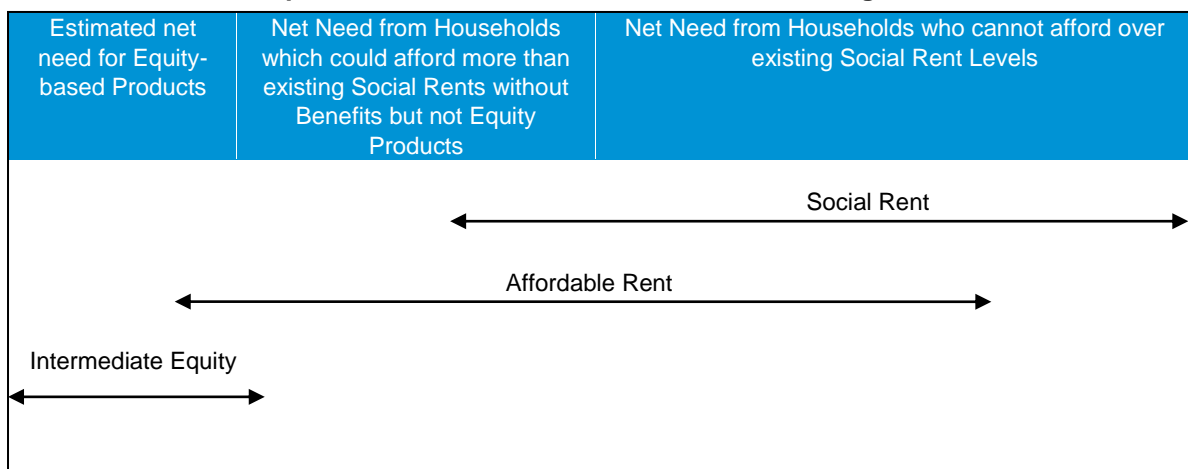 Estimated net
need for Equity-
based Products
Net Need from Households
which could afford more than
existing Social Rents without
Benefits but not Equity
Products
Net Need from Households who cannot afford over
existing Social Rent Levels
Social Rent
Affordable Rent
Intermediate Equity